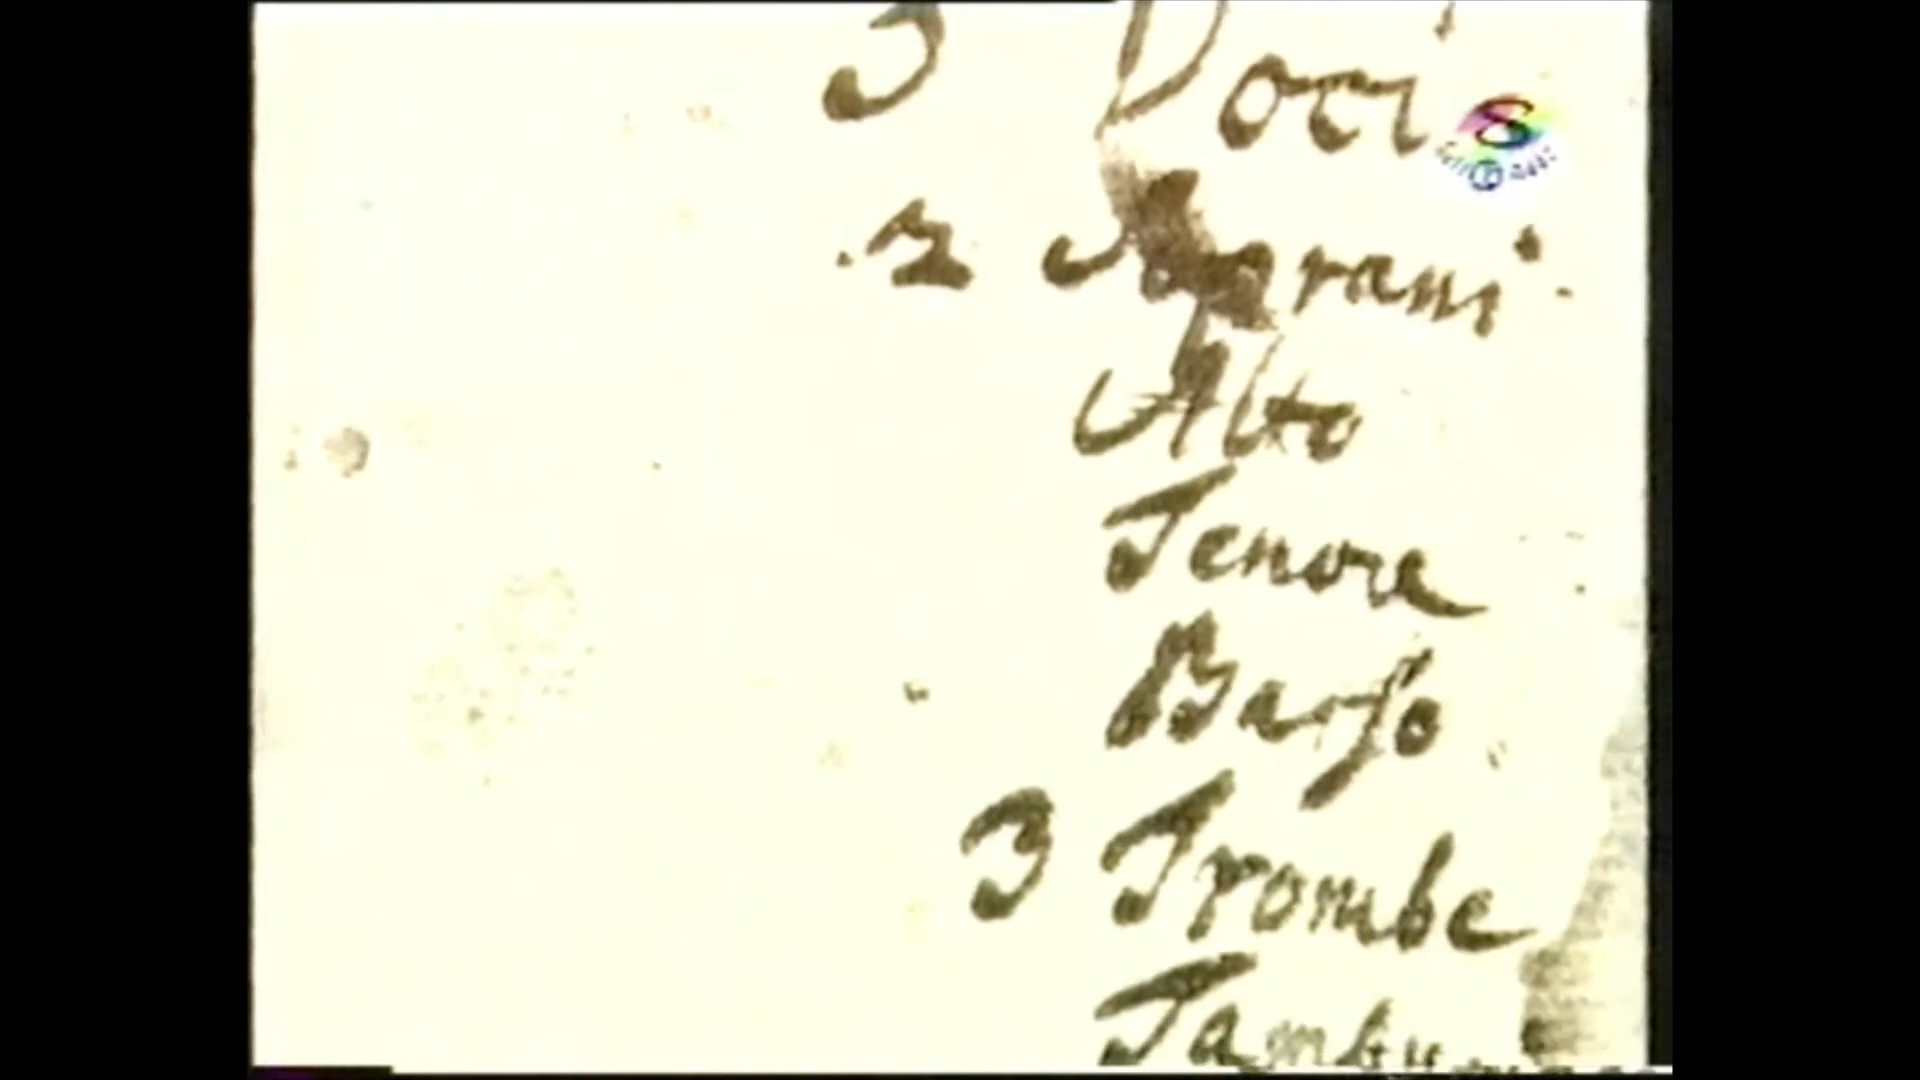 5 Voci
2 Soprani
Alto
Tenore
Basso
3 Trombe